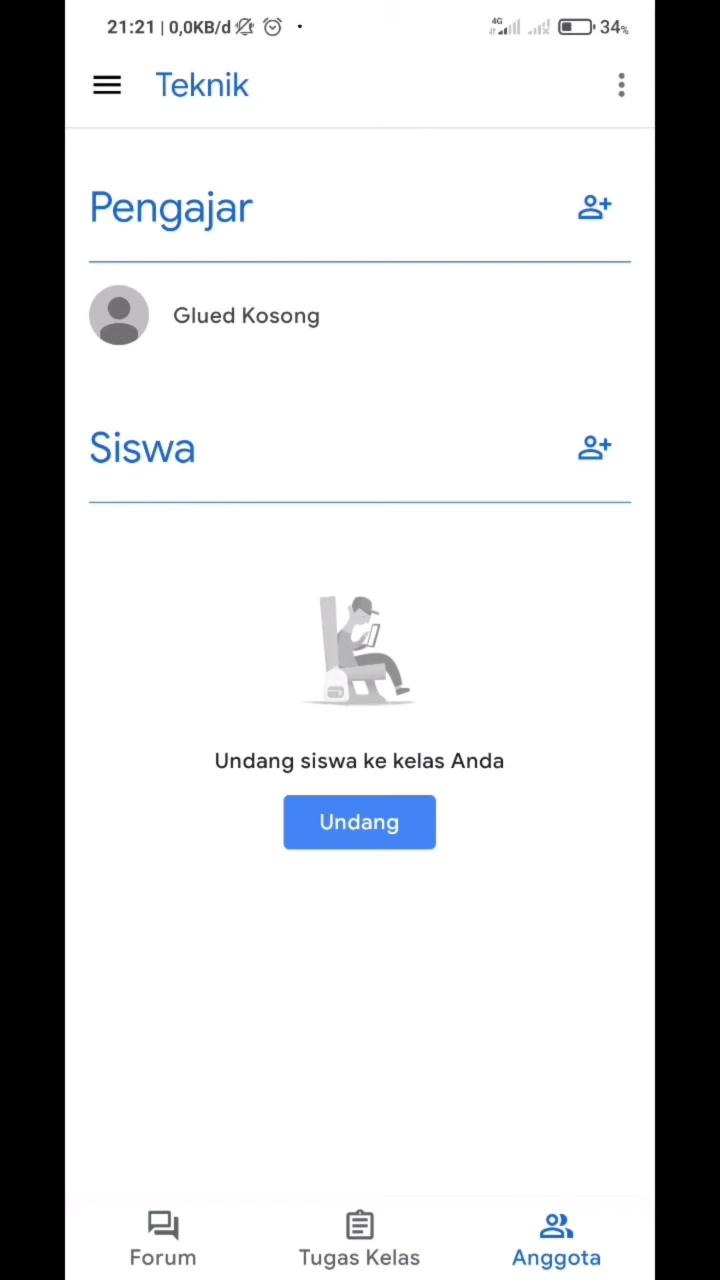 21:21 | 0,0KB/d
4G
34%
Teknik
Pengajar
Glued Kosong
Siswa
Undang siswa ke kelas Anda
Undang
Forum
Tugas Kelas
Anggota